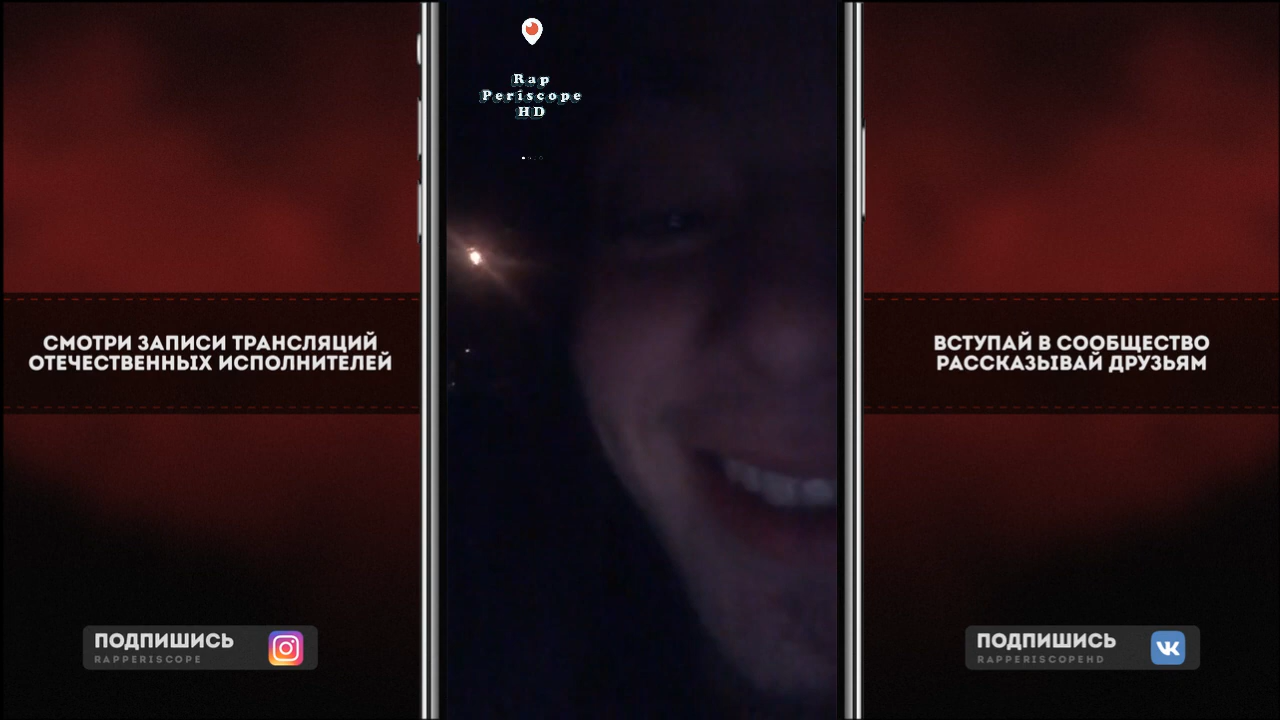 Rap
Periscope
HD
СМОТРИ ЗАПИСИ ТРАНСЛЯЦИЙ
ОТЕЧЕСТВЕННЫХ ИСПОЛНИТЕЛЕЙ
ВСТУПАЙ В СООБЩЕСТВО
РАССКАЗЫВАЙ ДРУЗЬЯМ
ПОДПИШИСЬ
RAPPERISCOPE
ПОДПИШИСЬ
RAPPERISCOPEHD